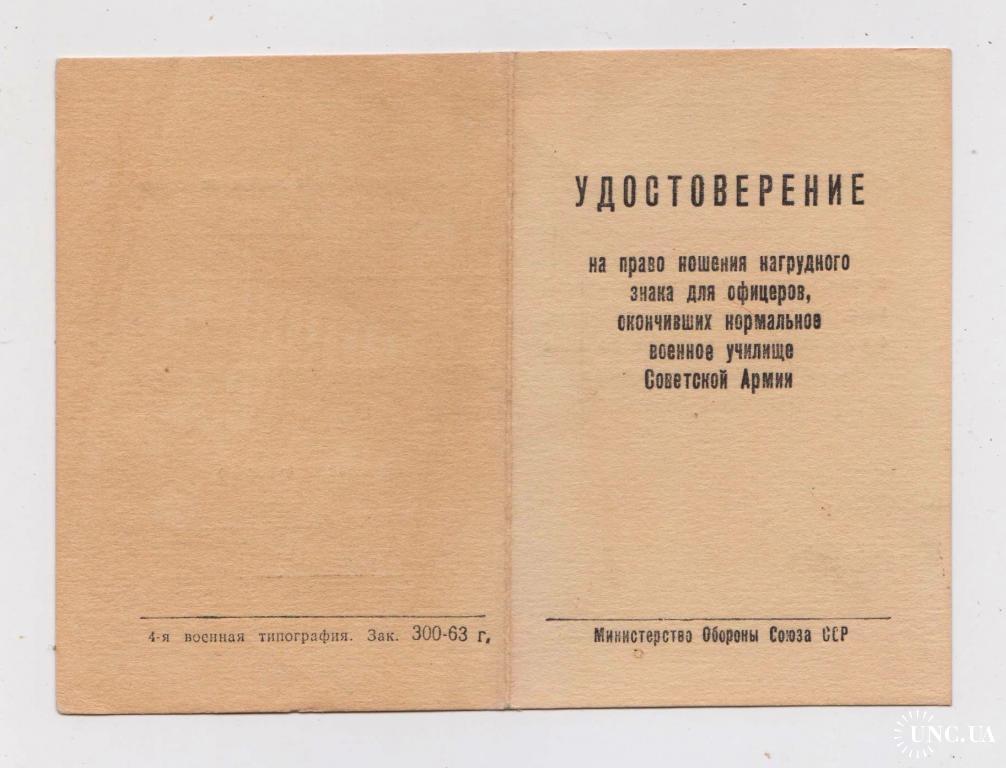 УДОСТОВЕРЕНИЕ
на право ношения нагрудного
знака для офицеров,
окончивших нормальное
военное училище
Советской Армии
Министерство Обороны Союза ССР
4-я военная типография. Зак. 300-63 г,
UNC.UA